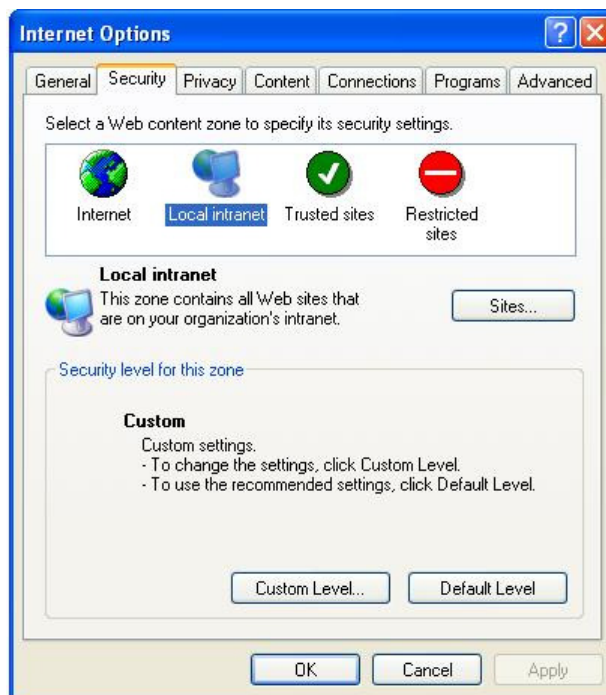 Internet Options
?
General Security Privacy Content Connections Programs Advanced
Select a Web content zone to specify its security settings.
Internet Local intranet Trusted sites Restricted
sites
Local intranet
This zone contains all Web sites that
are on your organization's intranet.
Sites...
Security level for this zone
Custom
Custom settings.
- To change the settings, click Custom Level.
- To use the recommended settings, click Default Level.
Custom Level... Default Level
OK Cancel Apply